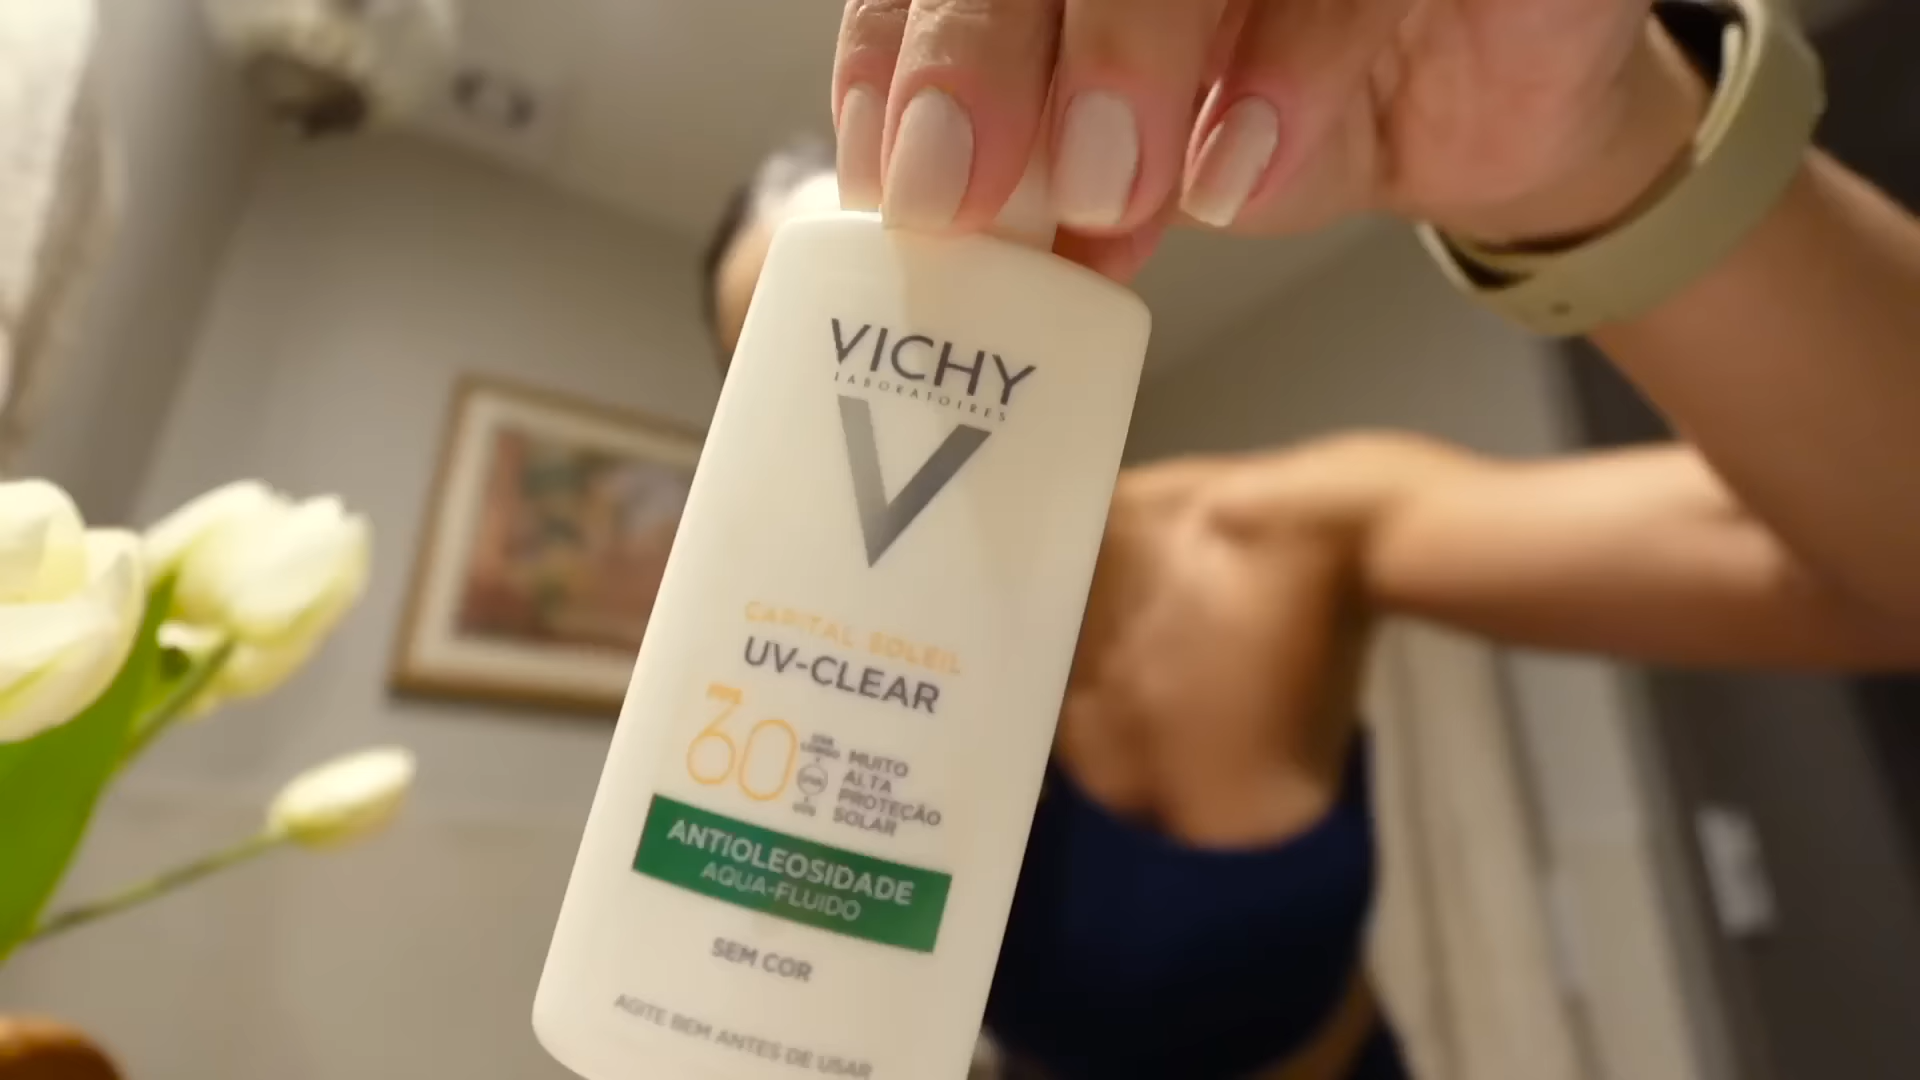 VICHY
LABORATOIRES
CAPITAL SOLEIL
UV-CLEAR
60
MUITO
ALTA
PROTEÇÃO
SOLAR
ANTIOLEOSIDADE
AQUA-FLUIDO
SEM COR
AGITE BEM ANTES DE USAR